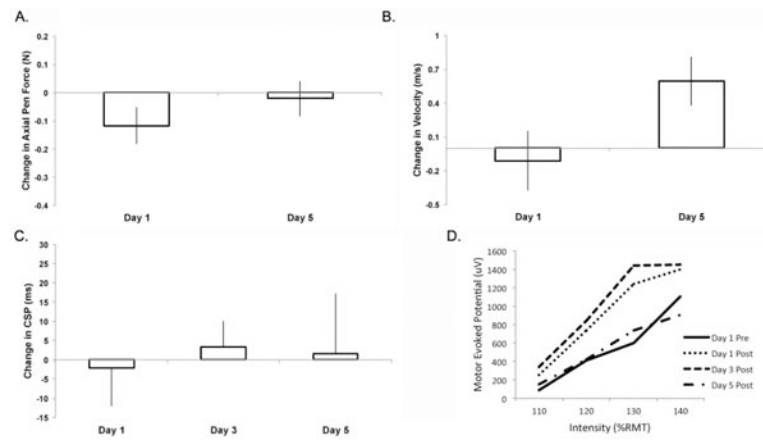 A.
Change in Axial Pen Force (N)
0.2
0.1
0
-0.1
-0.2
-0.3
-0.4
Day 1
Day 5
B.
Change in Velocity (m/s)
1
0.7
0.4
0.1
-0.2
-0.5
Day 1
Day 5
C.
Change in CSP (ms)
30
25
20
15
10
5
0
-5
-10
-15
Day 1
Day 3
Day 5
D.
Motor Evoked Potential (uV)
1600
1400
1200
1000
800
600
400
200
0
110
120
130
140
Intensity (%RMT)
Day 1 Pre
Day 1 Post
Day 3 Post
Day 5 Post